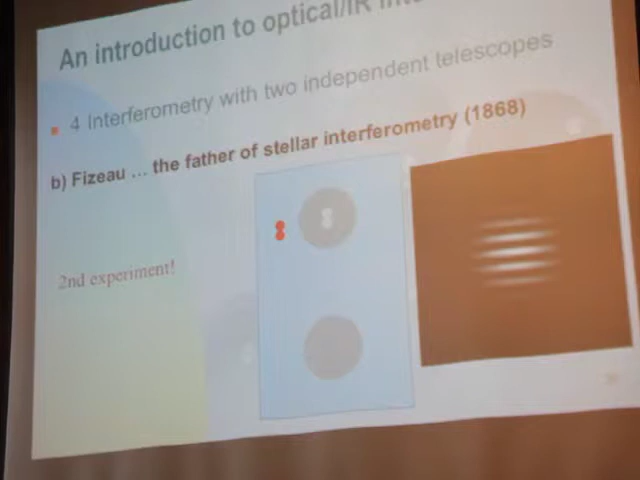 An introduction to optical/IR
4 Interferometry with two independent telescopes
b) Fizeau ... the father of stellar interferometry (1868)
2nd experiment!